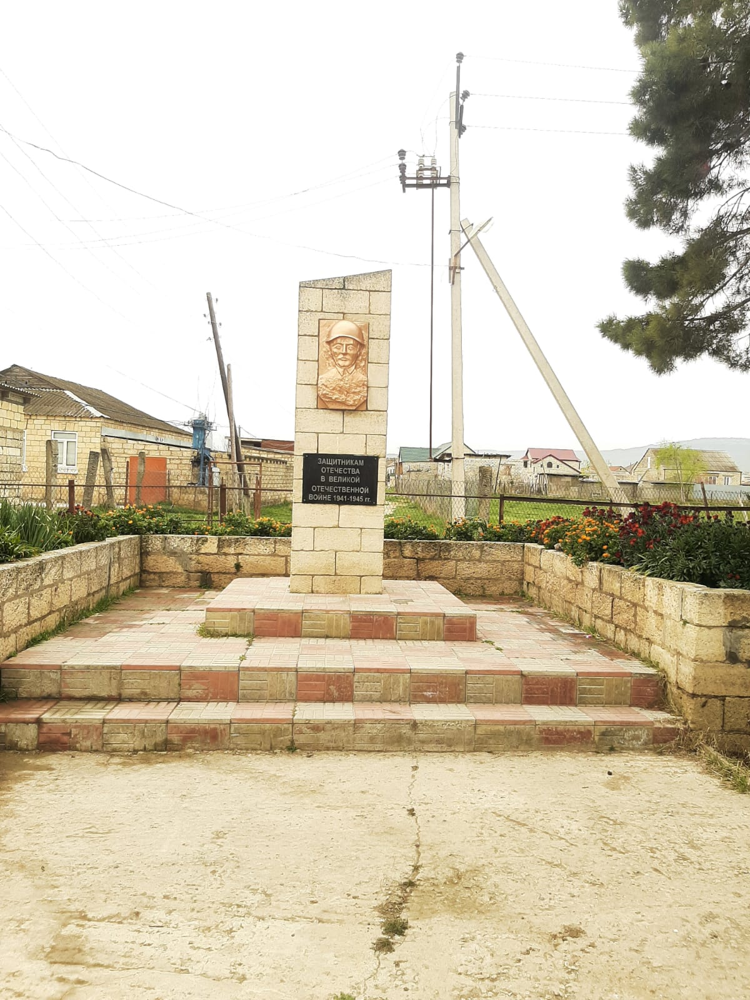 ЗАЩИТНИКАМ
ОТЕЧЕСТВА
В ВЕЛИКОЙ
ОТЕЧЕСТВЕННОЙ
ВОЙНЕ 1941-1945 гг.